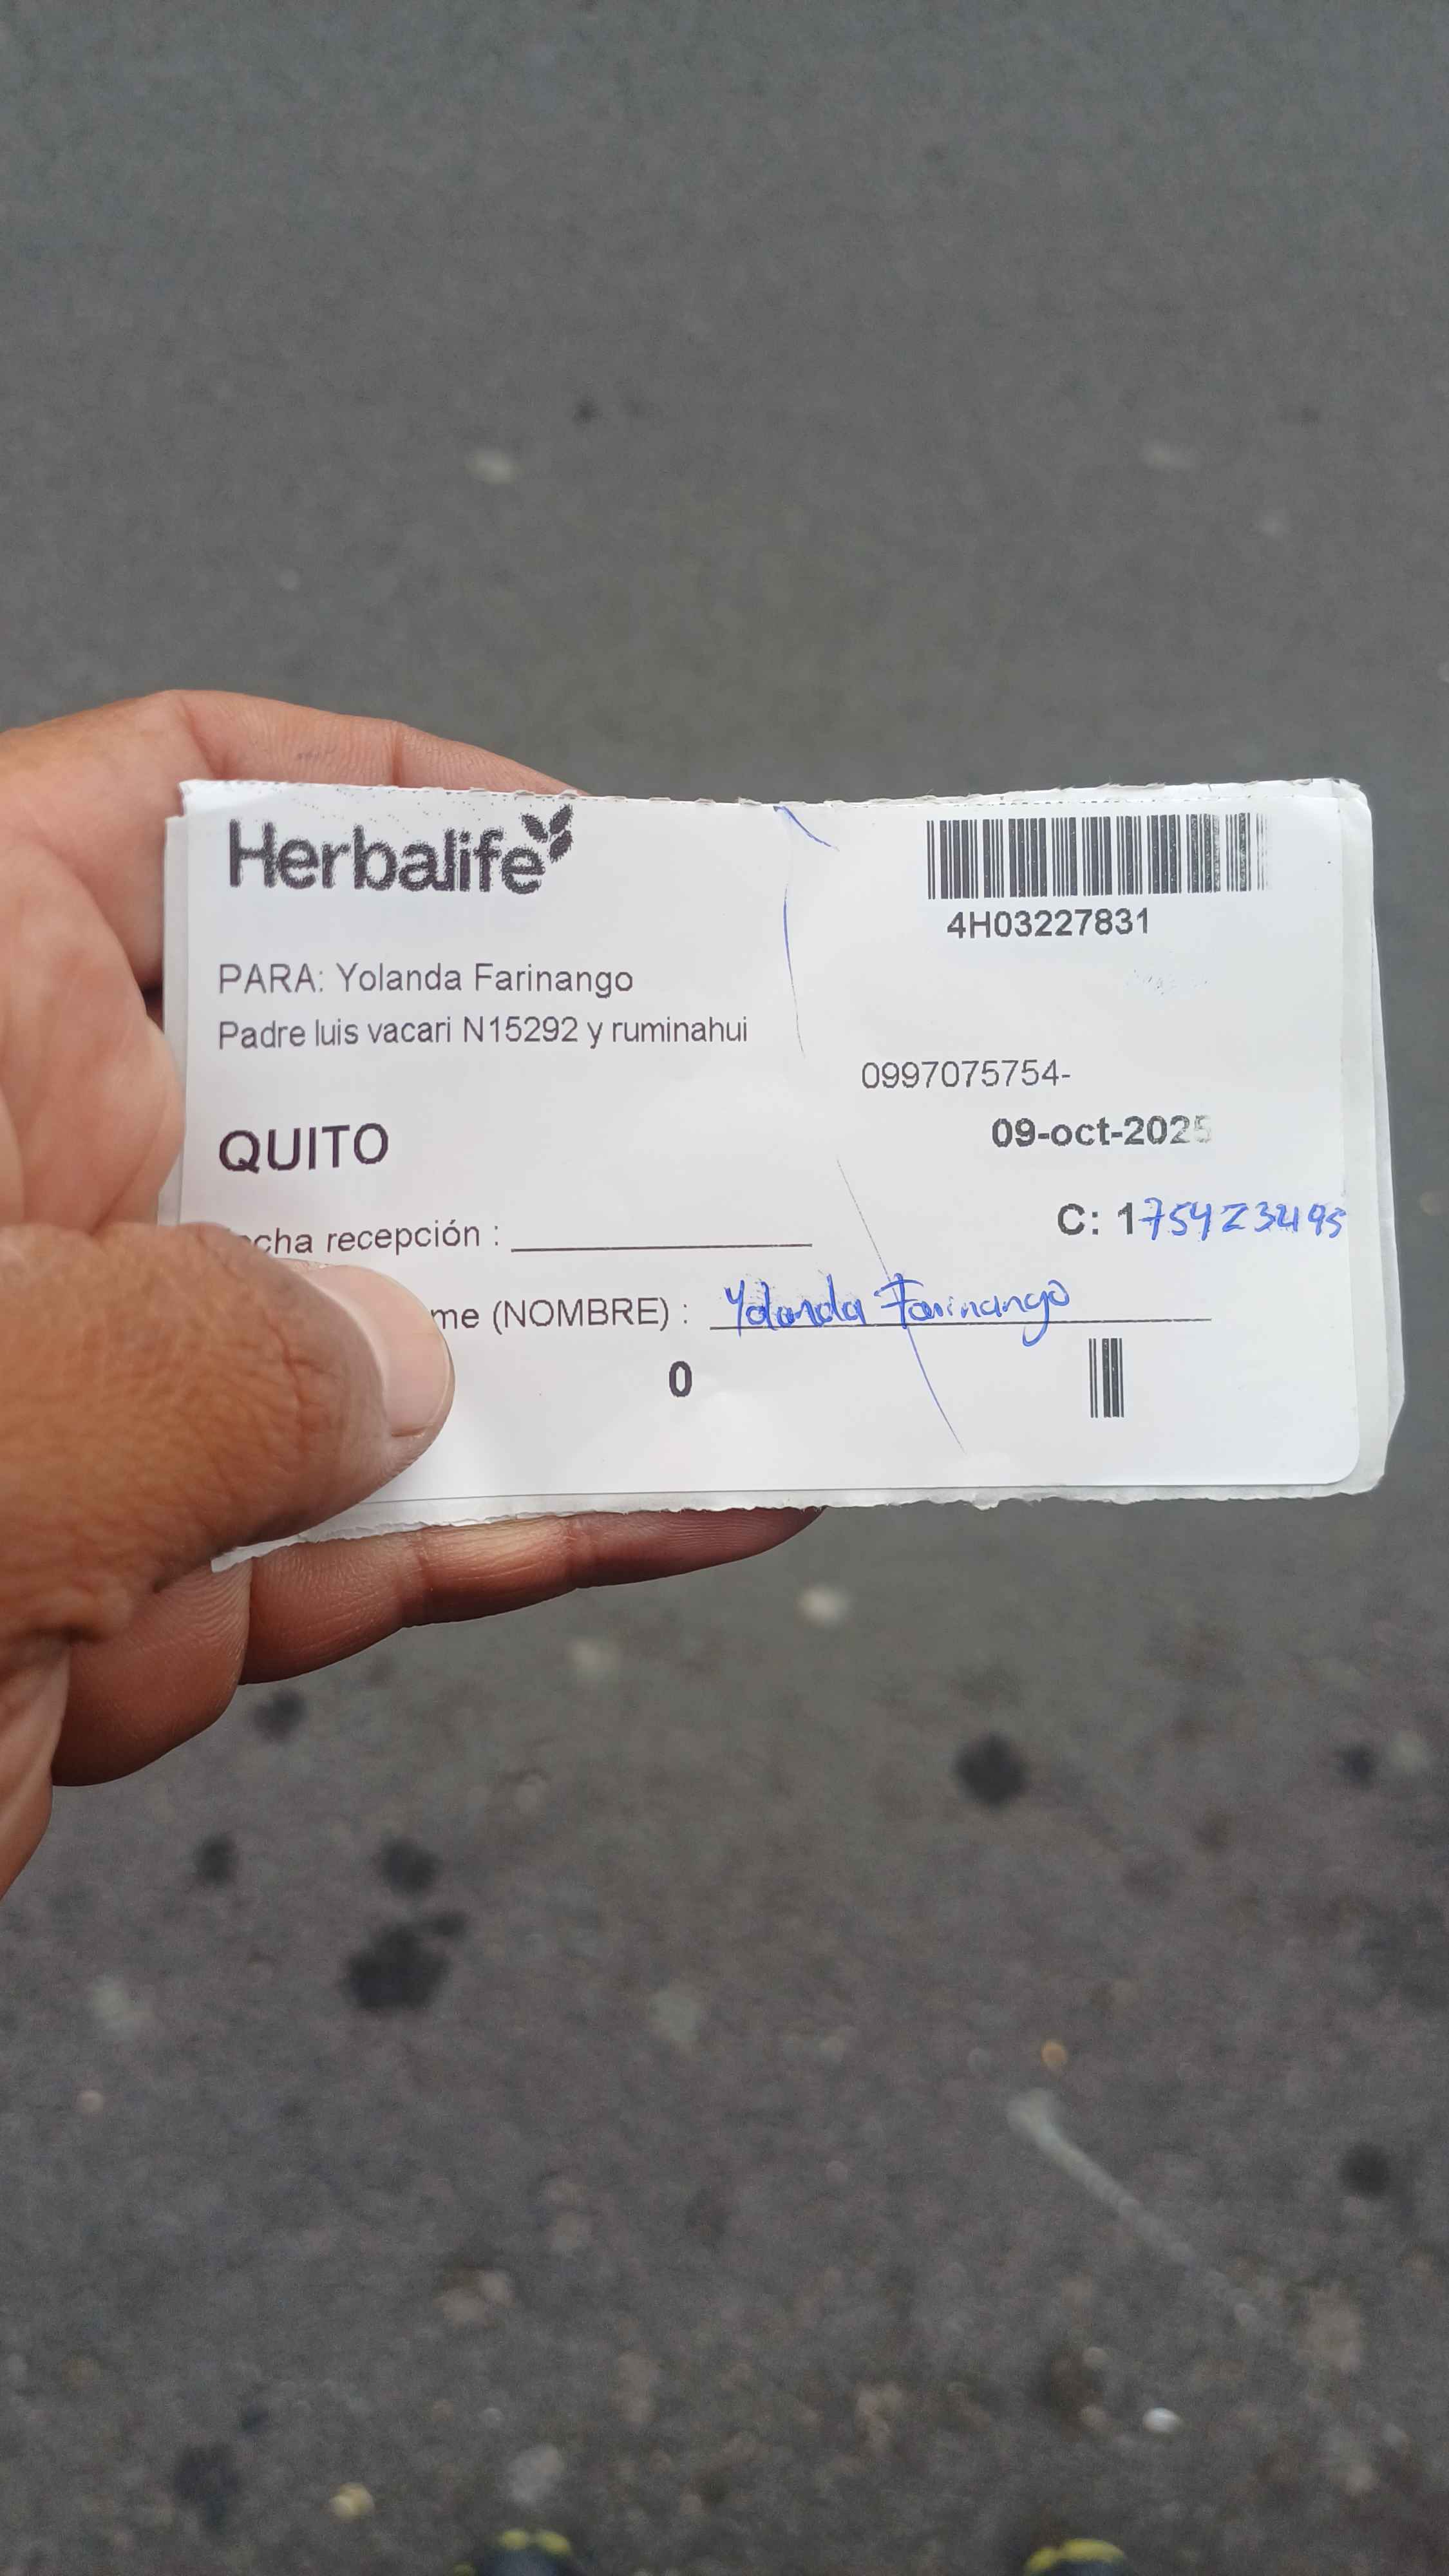 Herbalife
4H03227831
PARA: Yolanda Farinango
Padre luis vacari N15292 y ruminahui
0997075754-
09-oct-2025
QUITO
C: 1754234195
cha recepción :
me (NOMBRE) : Yolanda Farinango
0